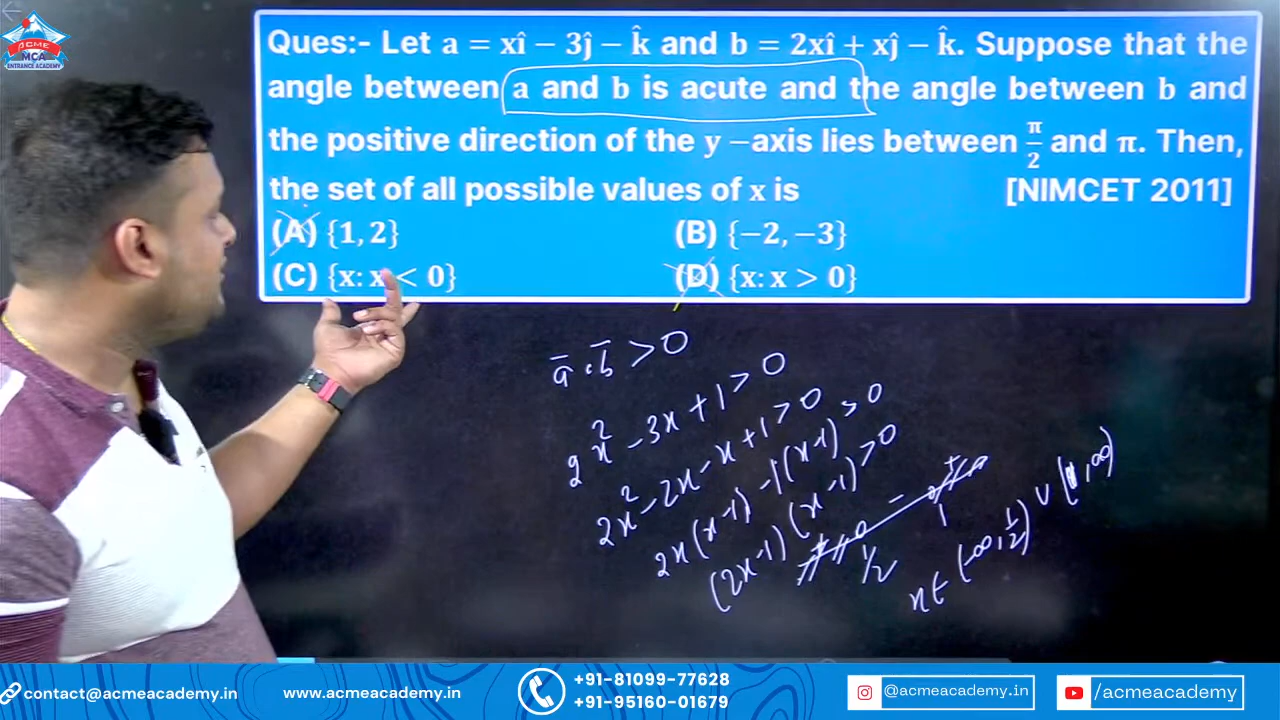 ACME
MCA
ENTRANCE ACADEMY
Ques:- Let a = xî − 3ĵ − k̂ and b = 2xî + xĵ − k̂. Suppose that the
angle between a and b is acute and the angle between b and
the positive direction of the y −axis lies between π/2 and π. Then,
the set of all possible values of x is [NIMCET 2011]
(A) {1, 2} (B) {−2, −3}
(C) {x: x < 0} (D) {x: x > 0}
a̅ . b̅ > 0
2x² − 3x + 1 > 0
2x² − 2x − x + 1 > 0
2x(x−1) −1(x−1) > 0
(2x−1)(x−1) > 0
+ − +
1/2 1
x ∈ (−∞, 1/2) ∪ (1, ∞)
contact@acmeacademy.in www.acmeacademy.in +91-81099-77628
+91-95160-01679
@acmeacademy.in /acmeacademy